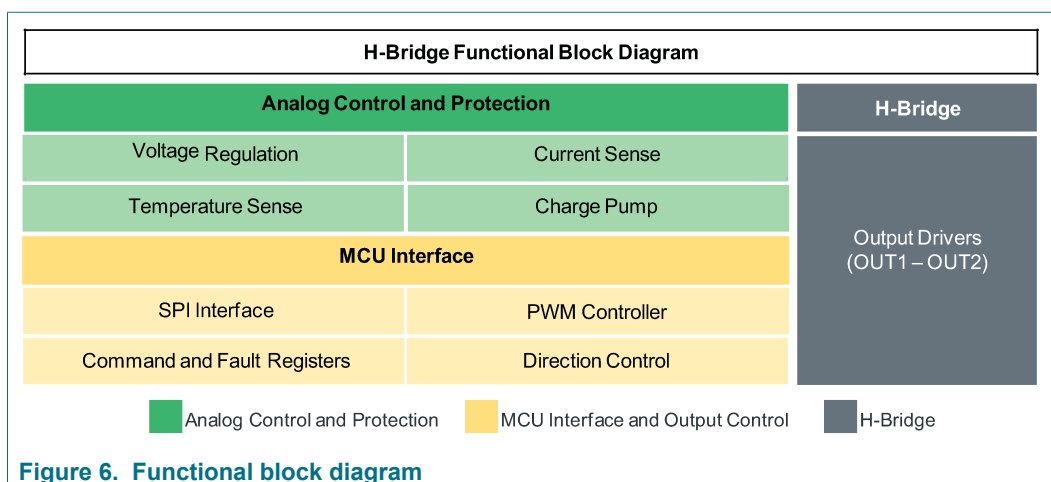 H-Bridge Functional Block Diagram
Analog Control and Protection
H-Bridge
Voltage Regulation
Current Sense
Temperature Sense
Charge Pump
Output Drivers
(OUT1 – OUT2)
MCU Interface
SPI Interface
PWM Controller
Command and Fault Registers
Direction Control
Analog Control and Protection
MCU Interface and Output Control
H-Bridge
Figure 6. Functional block diagram